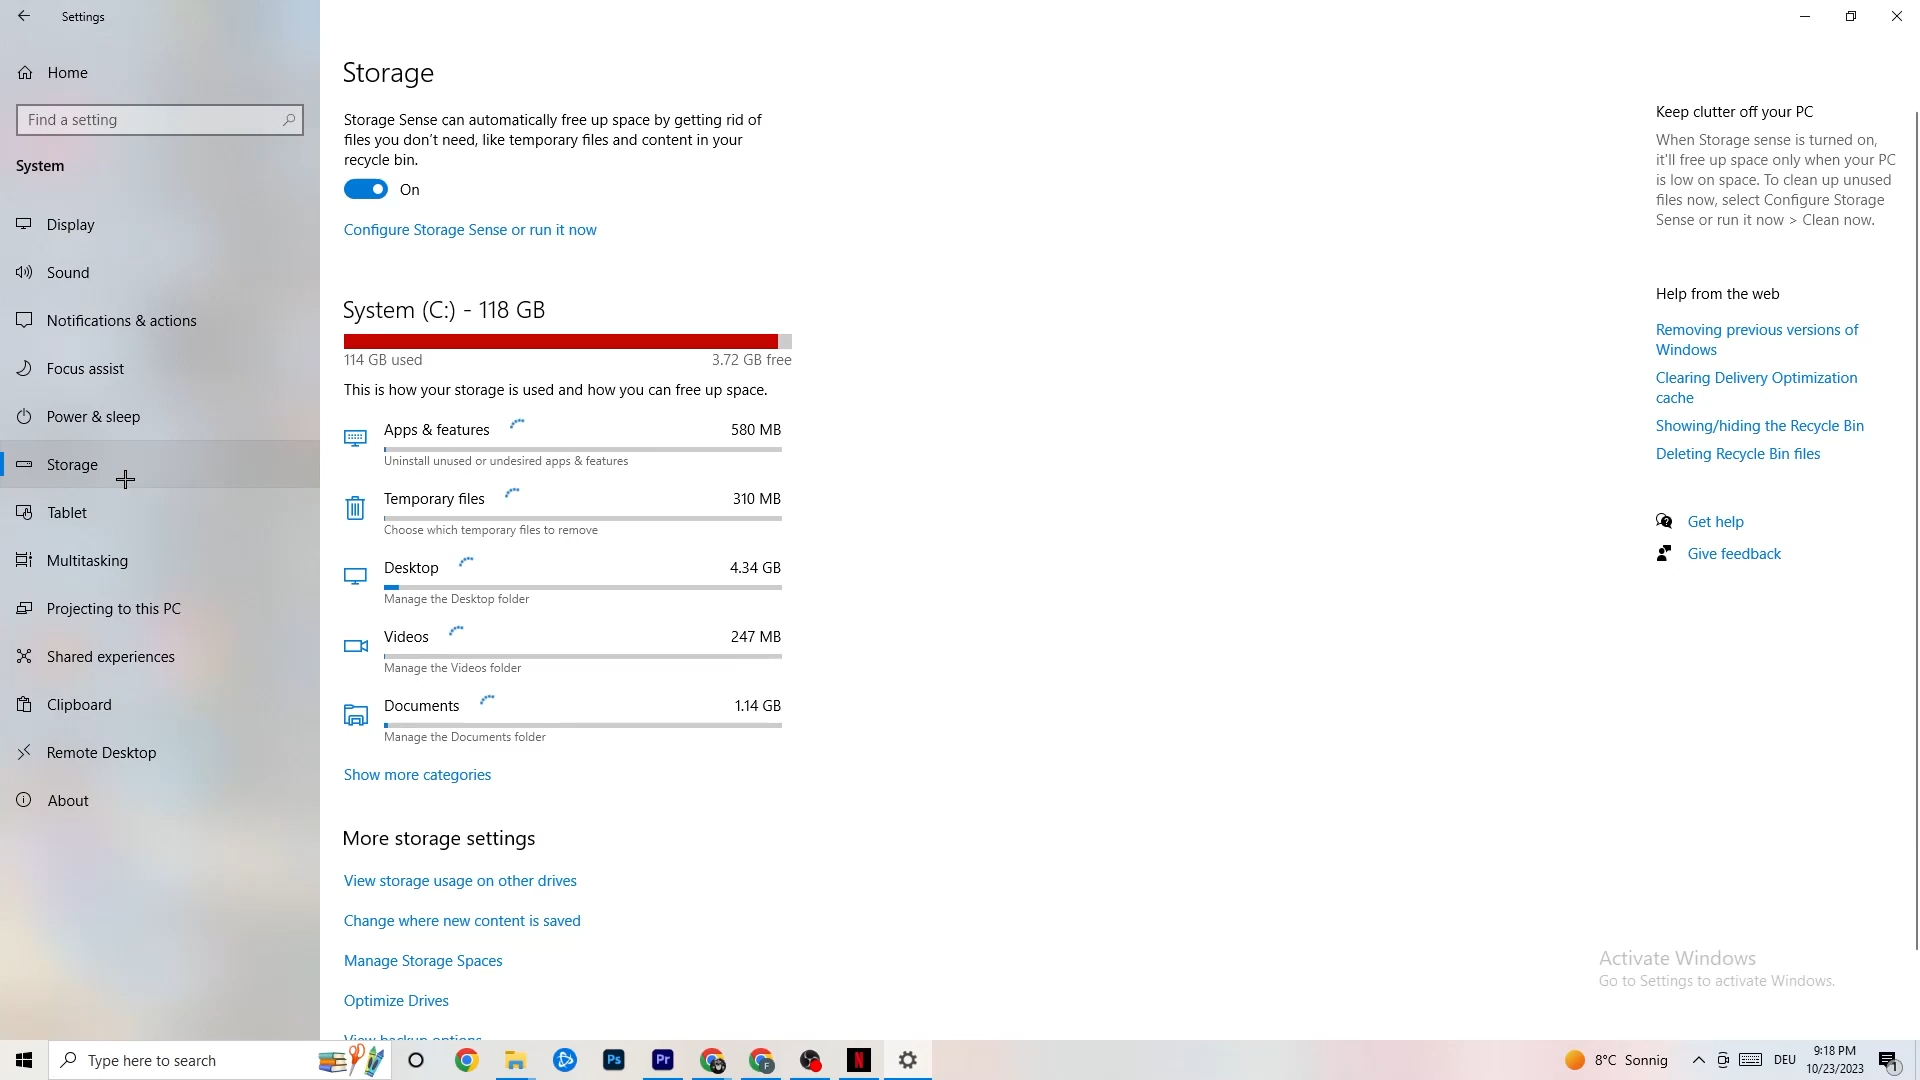 Settings
Home
Find a setting
System
Display
Sound
Notifications & actions
Focus assist
Power & sleep
Storage
Tablet
Multitasking
Projecting to this PC
Shared experiences
Clipboard
Remote Desktop
About
Storage
Storage Sense can automatically free up space by getting rid of
files you don't need, like temporary files and content in your
recycle bin.
On
Configure Storage Sense or run it now
System (C:) - 118 GB
114 GB used
3.72 GB free
This is how your storage is used and how you can free up space.
Apps & features
580 MB
Uninstall unused or undesired apps & features
Temporary files
310 MB
Choose which temporary files to remove
Desktop
4.34 GB
Manage the Desktop folder
Videos
247 MB
Manage the Videos folder
Documents
1.14 GB
Manage the Documents folder
Show more categories
More storage settings
View storage usage on other drives
Change where new content is saved
Manage Storage Spaces
Optimize Drives
View backup options
Keep clutter off your PC
When Storage sense is turned on,
it'll free up space only when your PC
is low on space. To clean up unused
files now, select Configure Storage
Sense or run it now > Clean now.
Help from the web
Removing previous versions of
Windows
Clearing Delivery Optimization
cache
Showing/hiding the Recycle Bin
Deleting Recycle Bin files
Get help
Give feedback
Activate Windows
Go to Settings to activate Windows.
Type here to search
Ps
Pr
F
N
8°C Sonnig
DEU
9:18 PM
10/23/2023
1